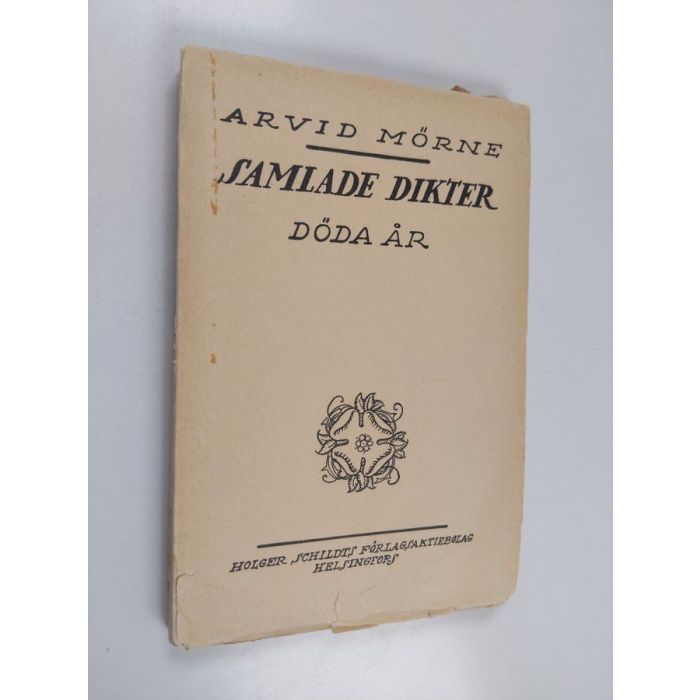 ARVID MÖRNE
SAMLADE DIKTER
DÖDA ÅR
HOLGER SCHILDTS FÖRLAGSAKTIEBOLAG
HELSINGFORS